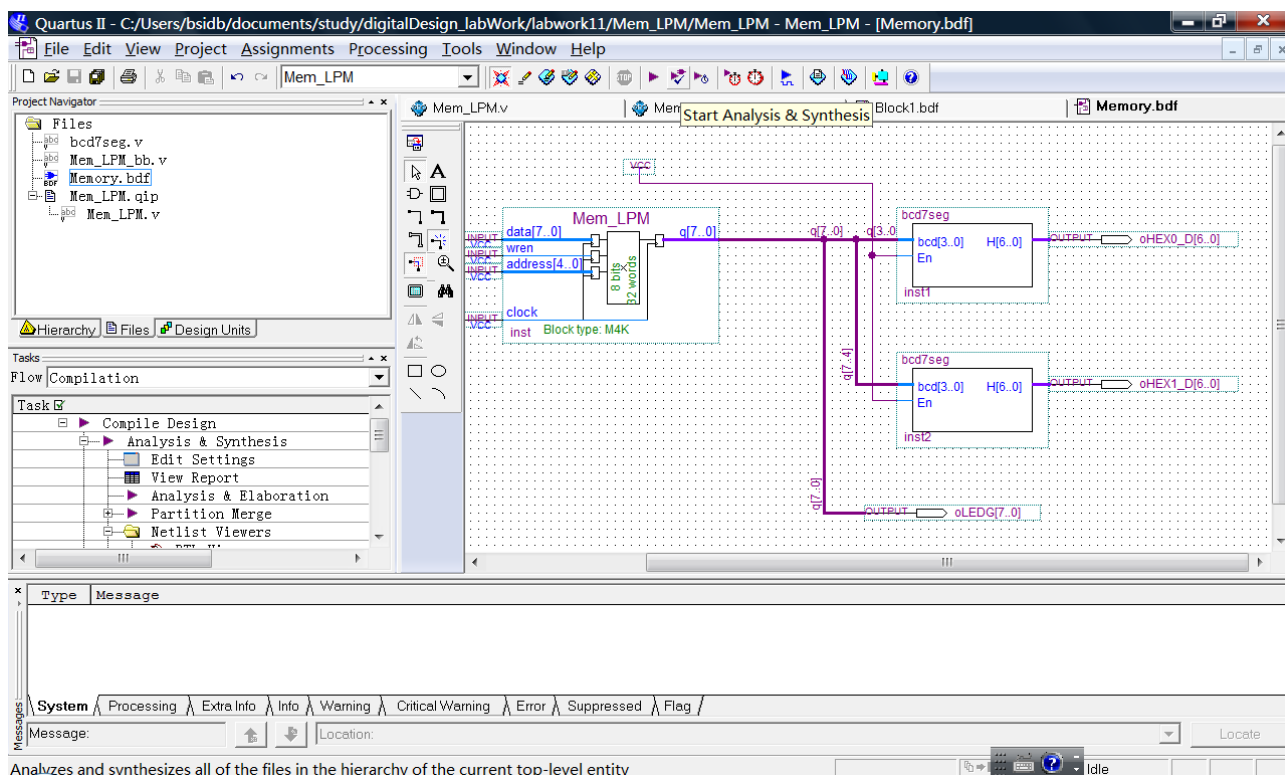 Quartus II - C:/Users/bsidb/documents/study/digitalDesign_labWork/labwork11/Mem_LPM/Mem_LPM - Mem_LPM - [Memory.bdf]
File Edit View Project Assignments Processing Tools Window Help
Mem_LPM
Project Navigator
Files
bcd7seg.v
Mem_LPM_bb.v
Memory.bdf
Mem_LPM.qip
Mem_LPM.v
Hierarchy Files Design Units
Tasks
Flow: Compilation
Task
Compile Design
Analysis & Synthesis
Edit Settings
View Report
Analysis & Elaboration
Partition Merge
Netlist Viewers
Mem_LPM.v Mem Block1.bdf Memory.bdf
Start Analysis & Synthesis
VCC
Mem_LPM
data[7..0] q[7..0]
wren
address[4..0]
8 bits
32 words
clock
inst Block type: M4K
INPUT
VCC
INPUT
VCC
INPUT
VCC
INPUT
VCC
q[7..0] q[3..0
bcd7seg
bcd[3..0] H[6..0]
En
inst1
OUTPUT oHEX0_D[6..0]
q[7..4]
bcd7seg
bcd[3..0] H[6..0]
En
inst2
OUTPUT oHEX1_D[6..0]
q[7..0]
OUTPUT oLEDG[7..0]
Type Message
System Processing Extra Info Info Warning Critical Warning Error Suppressed Flag
Messages
Message: Location: Locate
Analyzes and synthesizes all of the files in the hierarchy of the current top-level entity
Idle